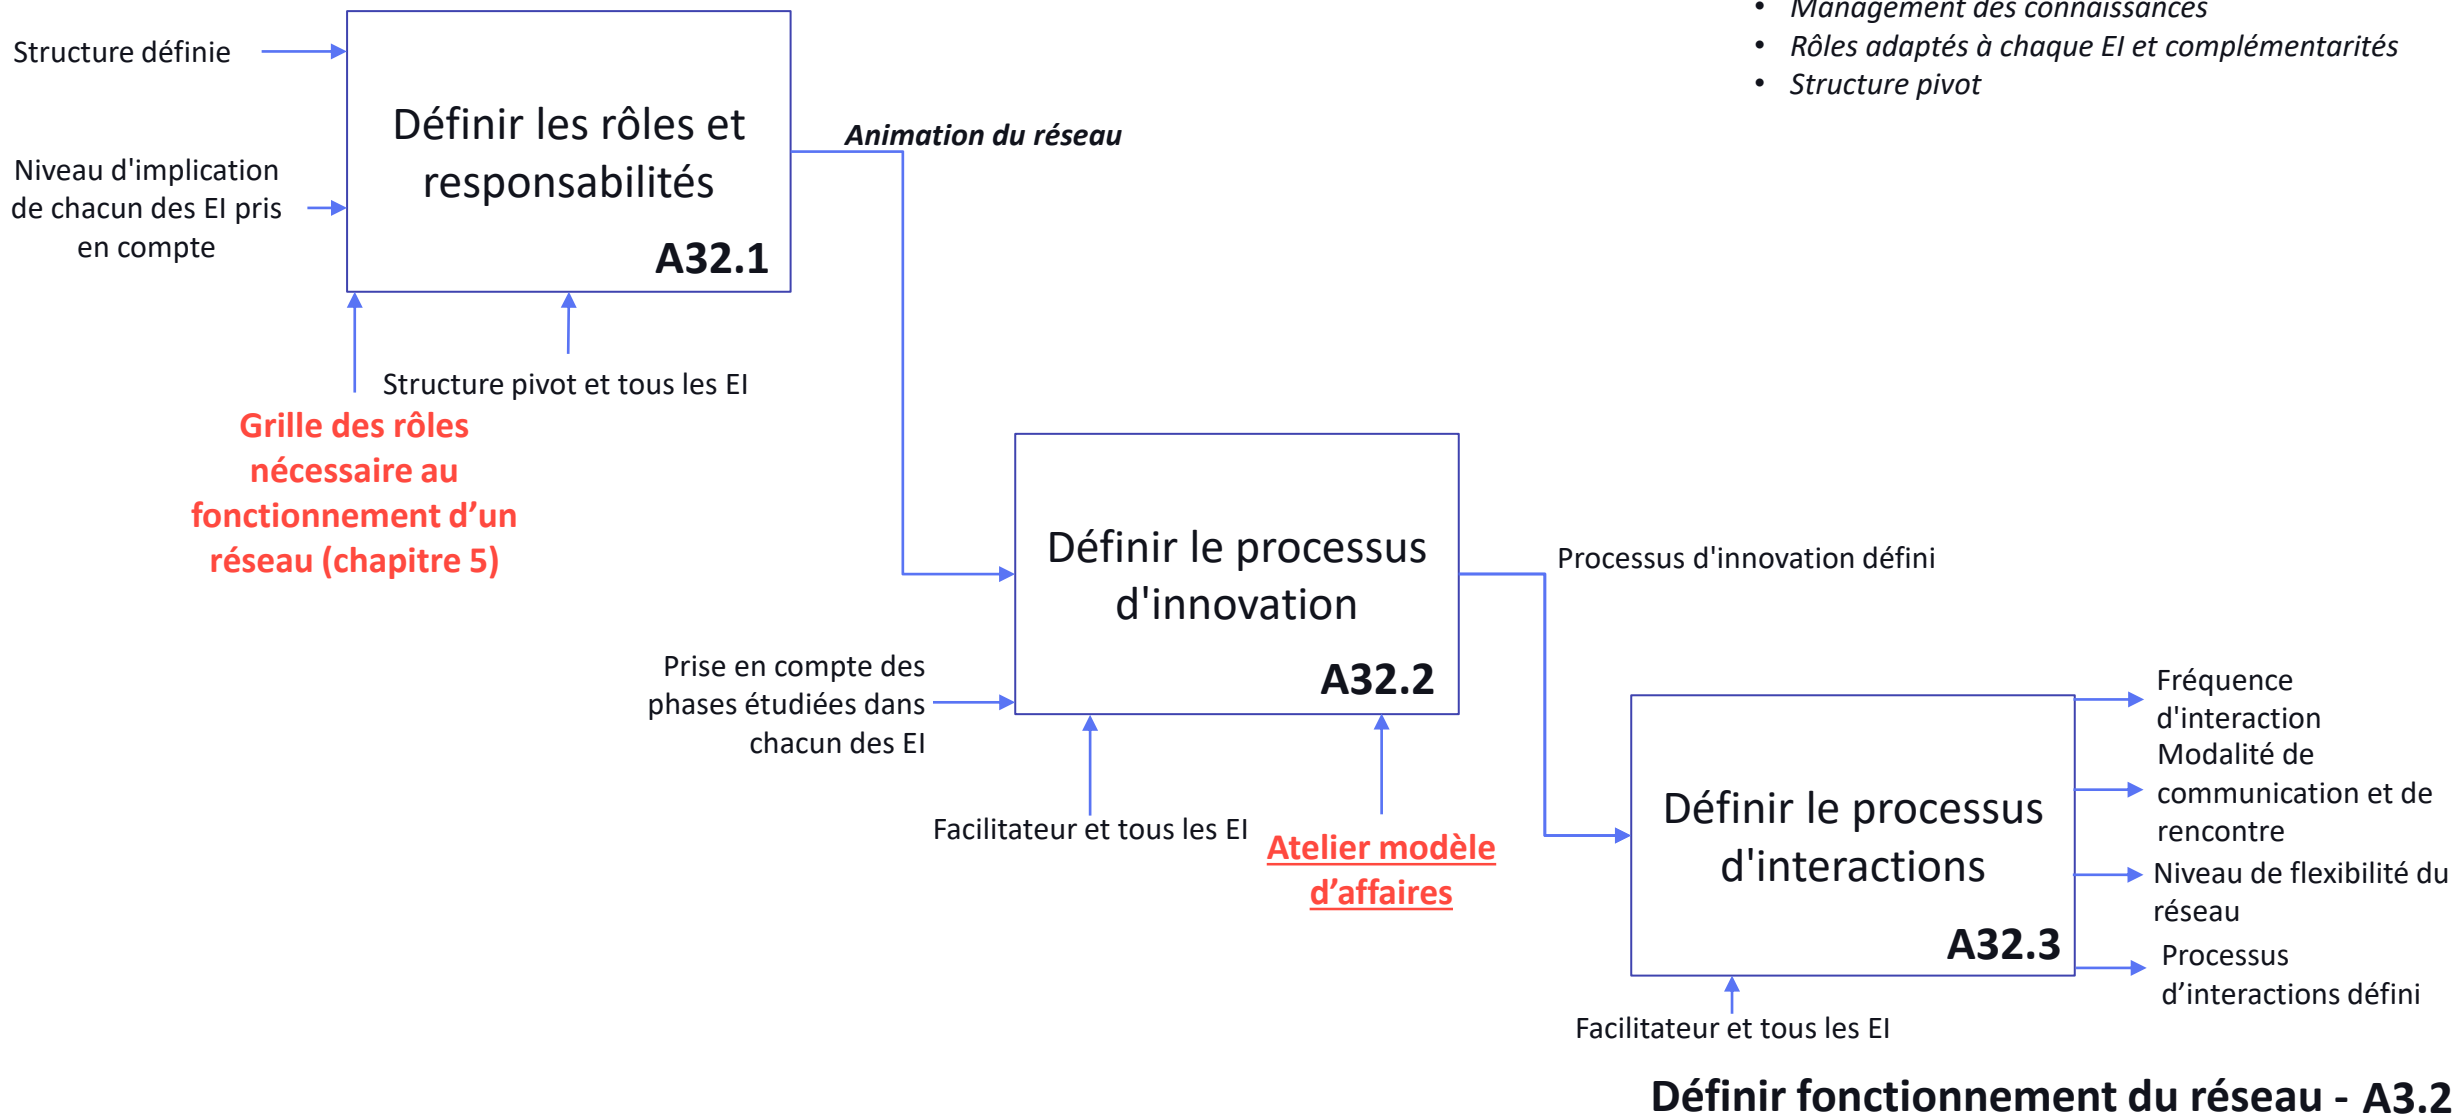 • Management des connaissances
• Rôles adaptés à chaque EI et complémentarités
• Structure pivot
Structure définie
Niveau d'implication
de chacun des EI pris
en compte
Définir les rôles et
responsabilités
A32.1
Animation du réseau
Structure pivot et tous les EI
Grille des rôles
nécessaire au
fonctionnement d’un
réseau (chapitre 5)
Définir le processus
d'innovation
A32.2
Processus d'innovation défini
Prise en compte des
phases étudiées dans
chacun des EI
Facilitateur et tous les EI
Atelier modèle
d’affaires
Définir le processus
d'interactions
A32.3
Fréquence
d'interaction
Modalité de
communication et de
rencontre
Niveau de flexibilité du
réseau
Processus
d’interactions défini
Facilitateur et tous les EI
Définir fonctionnement du réseau - A3.2